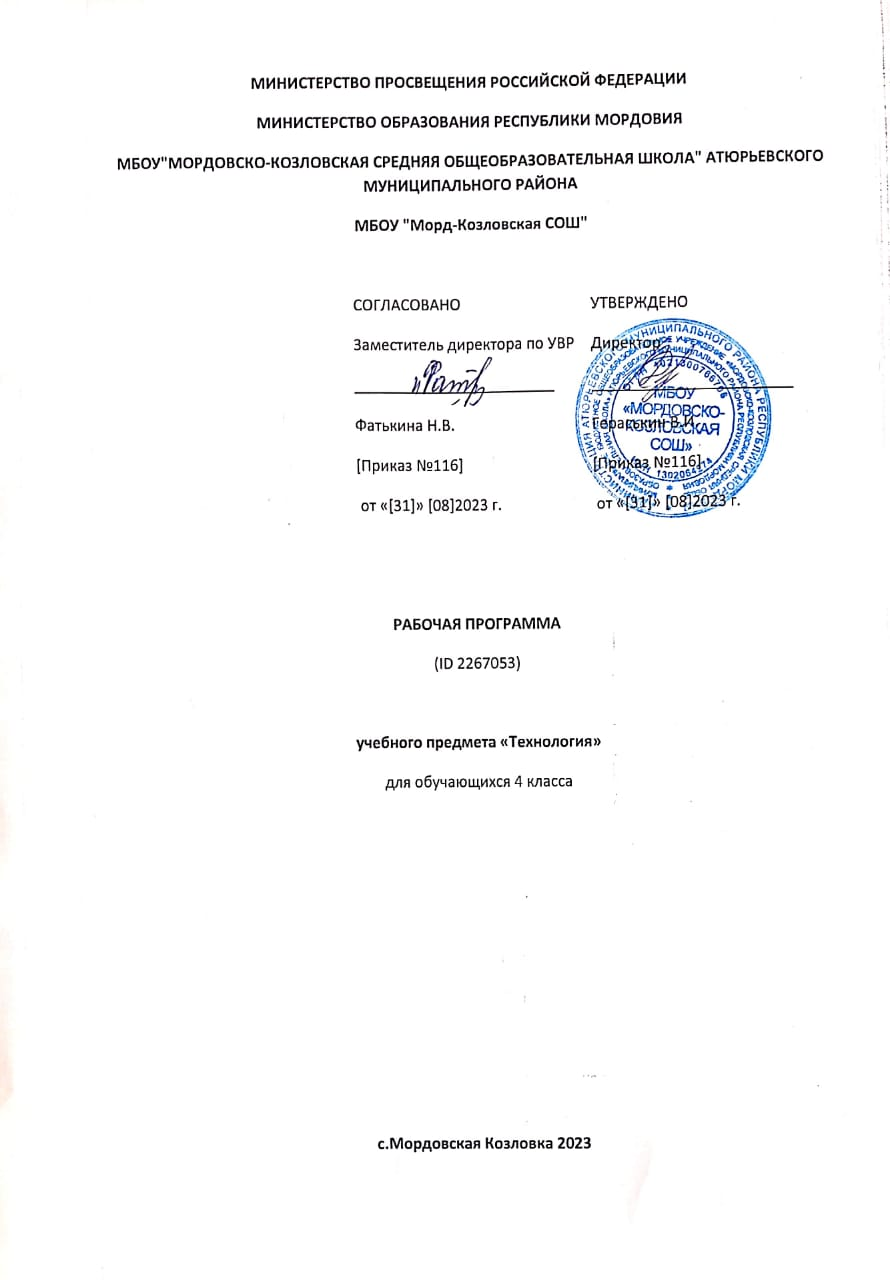 МИНИСТЕРСТВО ПРОСВЕЩЕНИЯ РОССИЙСКОЙ ФЕДЕРАЦИИ
МИНИСТЕРСТВО ОБРАЗОВАНИЯ РЕСПУБЛИКИ МОРДОВИЯ
МБОУ"МОРДОВСКО-КОЗЛОВСКАЯ СРЕДНЯЯ ОБЩЕОБРАЗОВАТЕЛЬНАЯ ШКОЛА" АТЮРЬЕВСКОГО
МУНИЦИПАЛЬНОГО РАЙОНА
МБОУ "Морд-Козловская СОШ"
СОГЛАСОВАНО
Заместитель директора по УВР
Фатькина Н.В.
[Приказ №116]
от «[31]» [08]2023 г.
УТВЕРЖДЕНО
Директор
Гераськин В.И.
[Приказ №116]
от «[31]» [08]2023 г.
МБОУ
«МОРДОВСКО-
КОЗЛОВСКАЯ
СОШ»
РАБОЧАЯ ПРОГРАММА
(ID 2267053)
учебного предмета «Технология»
для обучающихся 4 класса
с.Мордовская Козловка 2023